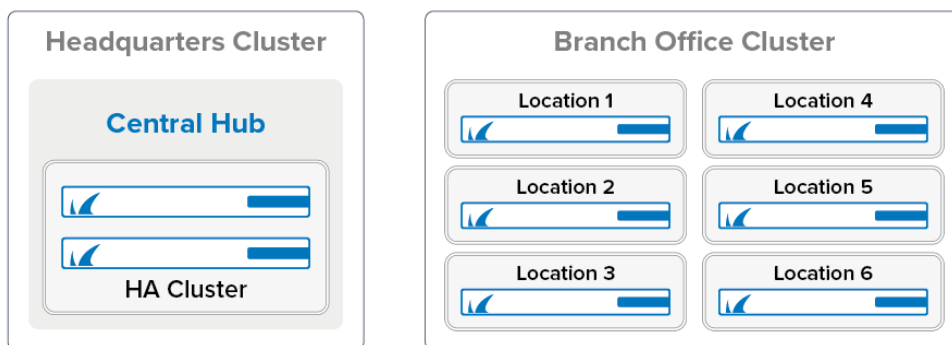 Headquarters Cluster
Central Hub
HA Cluster
Branch Office Cluster
Location 1
Location 2
Location 3
Location 4
Location 5
Location 6